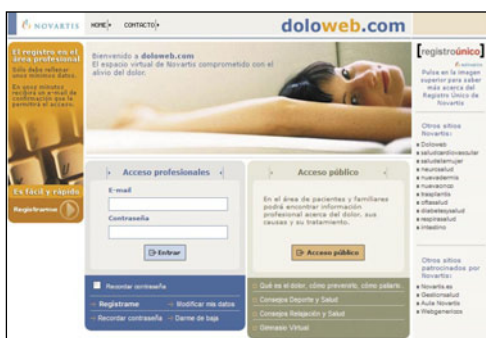 NOVARTIS
HOME
CONTACTO
doloweb.com
El registro en el
área profesional
Sólo debe rellenar
unos mínimos datos.
En unos minutos
recibirá un e-mail de
confirmación que le
permitirá el acceso.
Es fácil y rápido
Registrarse
Bienvenido a doloweb.com
El espacio virtual de Novartis comprometido con el
alivio del dolor.
Acceso profesionales
E-mail
Contraseña
Entrar
Recordar contraseña
Registrame
Modificar mis datos
Recordar contraseña
Darme de baja
Acceso público
En el área de pacientes y familiares
podrá encontrar información
profesional acerca del dolor, sus
causas y su tratamiento.
Acceso público
Qué es el dolor, cómo prevenirlo, cómo paliarlo.
Consejos Deporte y Salud
Consejos Relajación y Salud
Gimnasio Virtual
[registroúnico]
NOVARTIS
Pulse en la imagen
superior para saber
más acerca del
Registro Único de
Novartis
Otros sitios
Novartis:
Doloweb
saludcardiovascular
saludelamujer
neurosalud
nuevadermis
nuevaonco
trasplantis
oftasalud
diabetesysalud
respirasalud
intestino
Otros sitios
patrocinados por
Novartis:
Novartis.es
Gestionsalud
Aula Novartis
Webgenericos